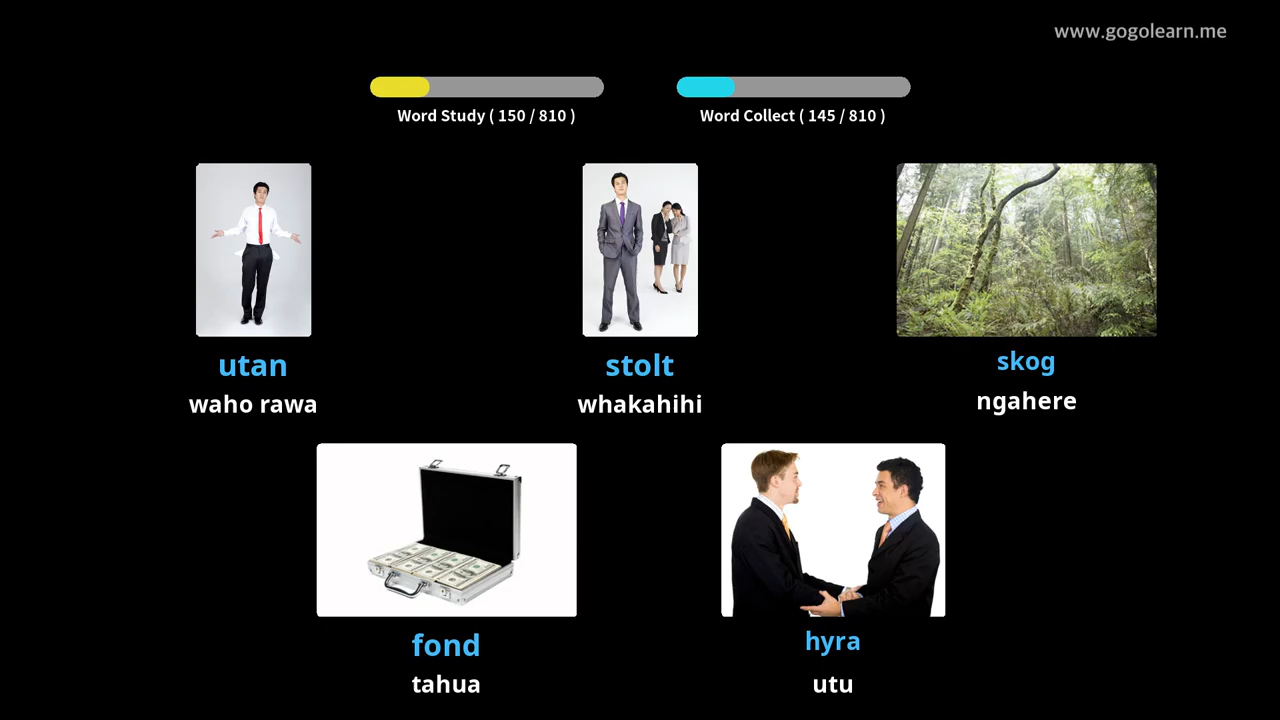 www.gogolearn.me
Word Study ( 150 / 810 )
Word Collect ( 145 / 810 )
utan
waho rawa
stolt
whakahihi
skog
ngahere
fond
tahua
hyra
utu